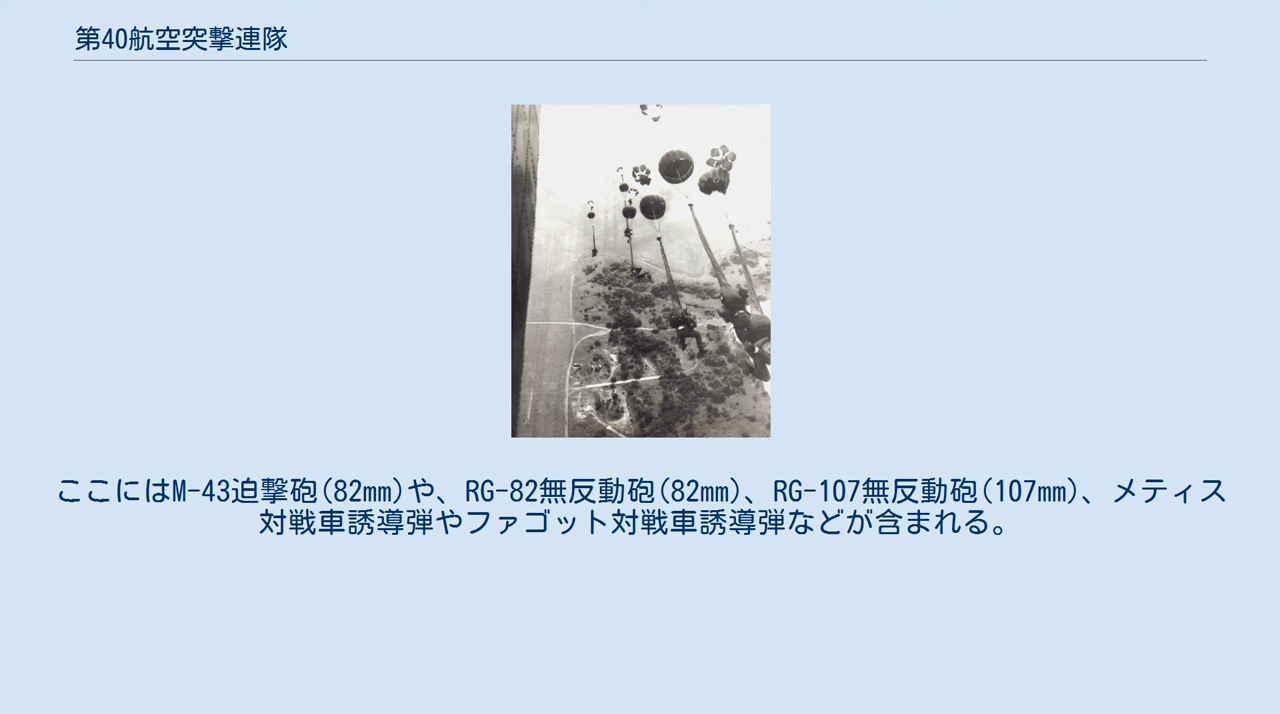 第40航空突撃連隊
ここにはM-43迫撃砲(82mm)や、RG-82無反動砲(82mm)、RG-107無反動砲(107mm)、メティス
対戦車誘導弾やファゴット対戦車誘導弾などが含まれる。